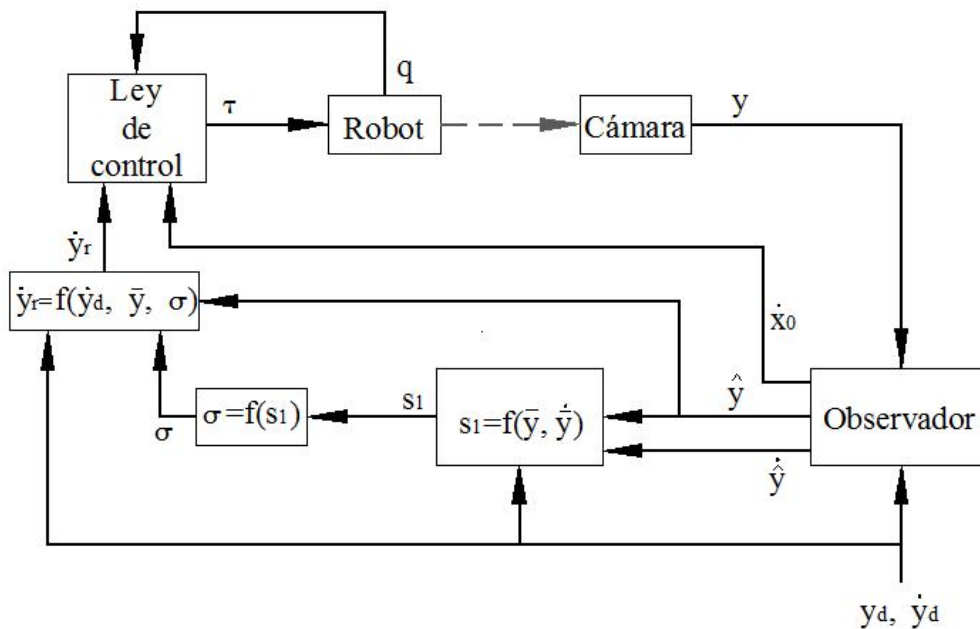 q
Ley
de
control
τ
Robot
Cámara
y
ẏr
ẏr=f(ẏd, ȳ, σ)
ẋ0
σ
σ=f(s1)
s1
s1=f(ȳ, ẏ̄)
ŷ
ẏ̂
Observador
yd, ẏd